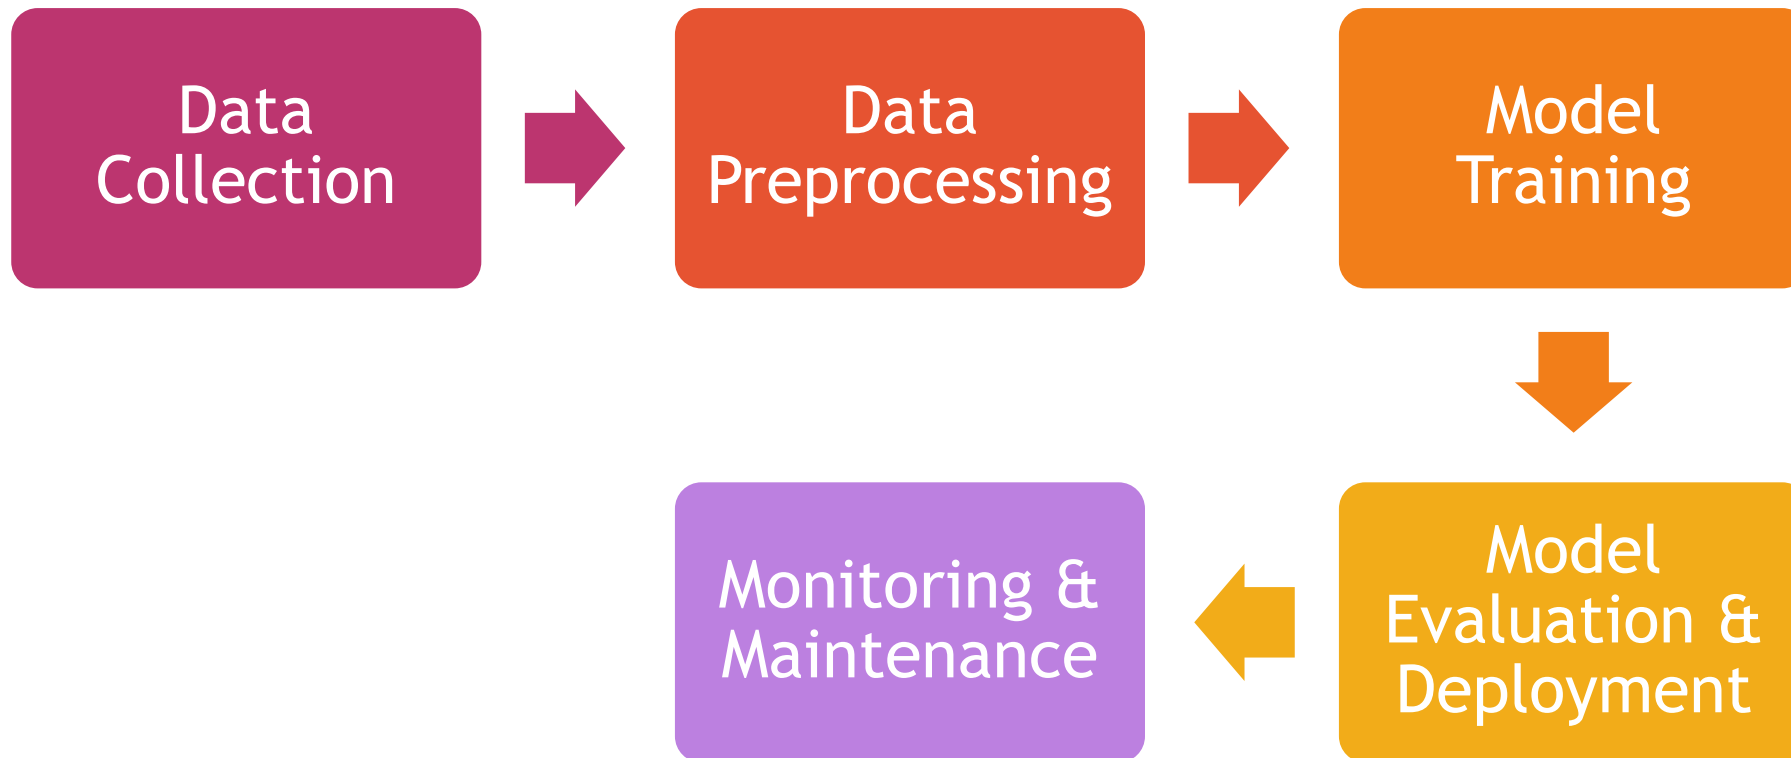 Data
Collection
Data
Preprocessing
Model
Training
Model
Evaluation &
Deployment
Monitoring &
Maintenance